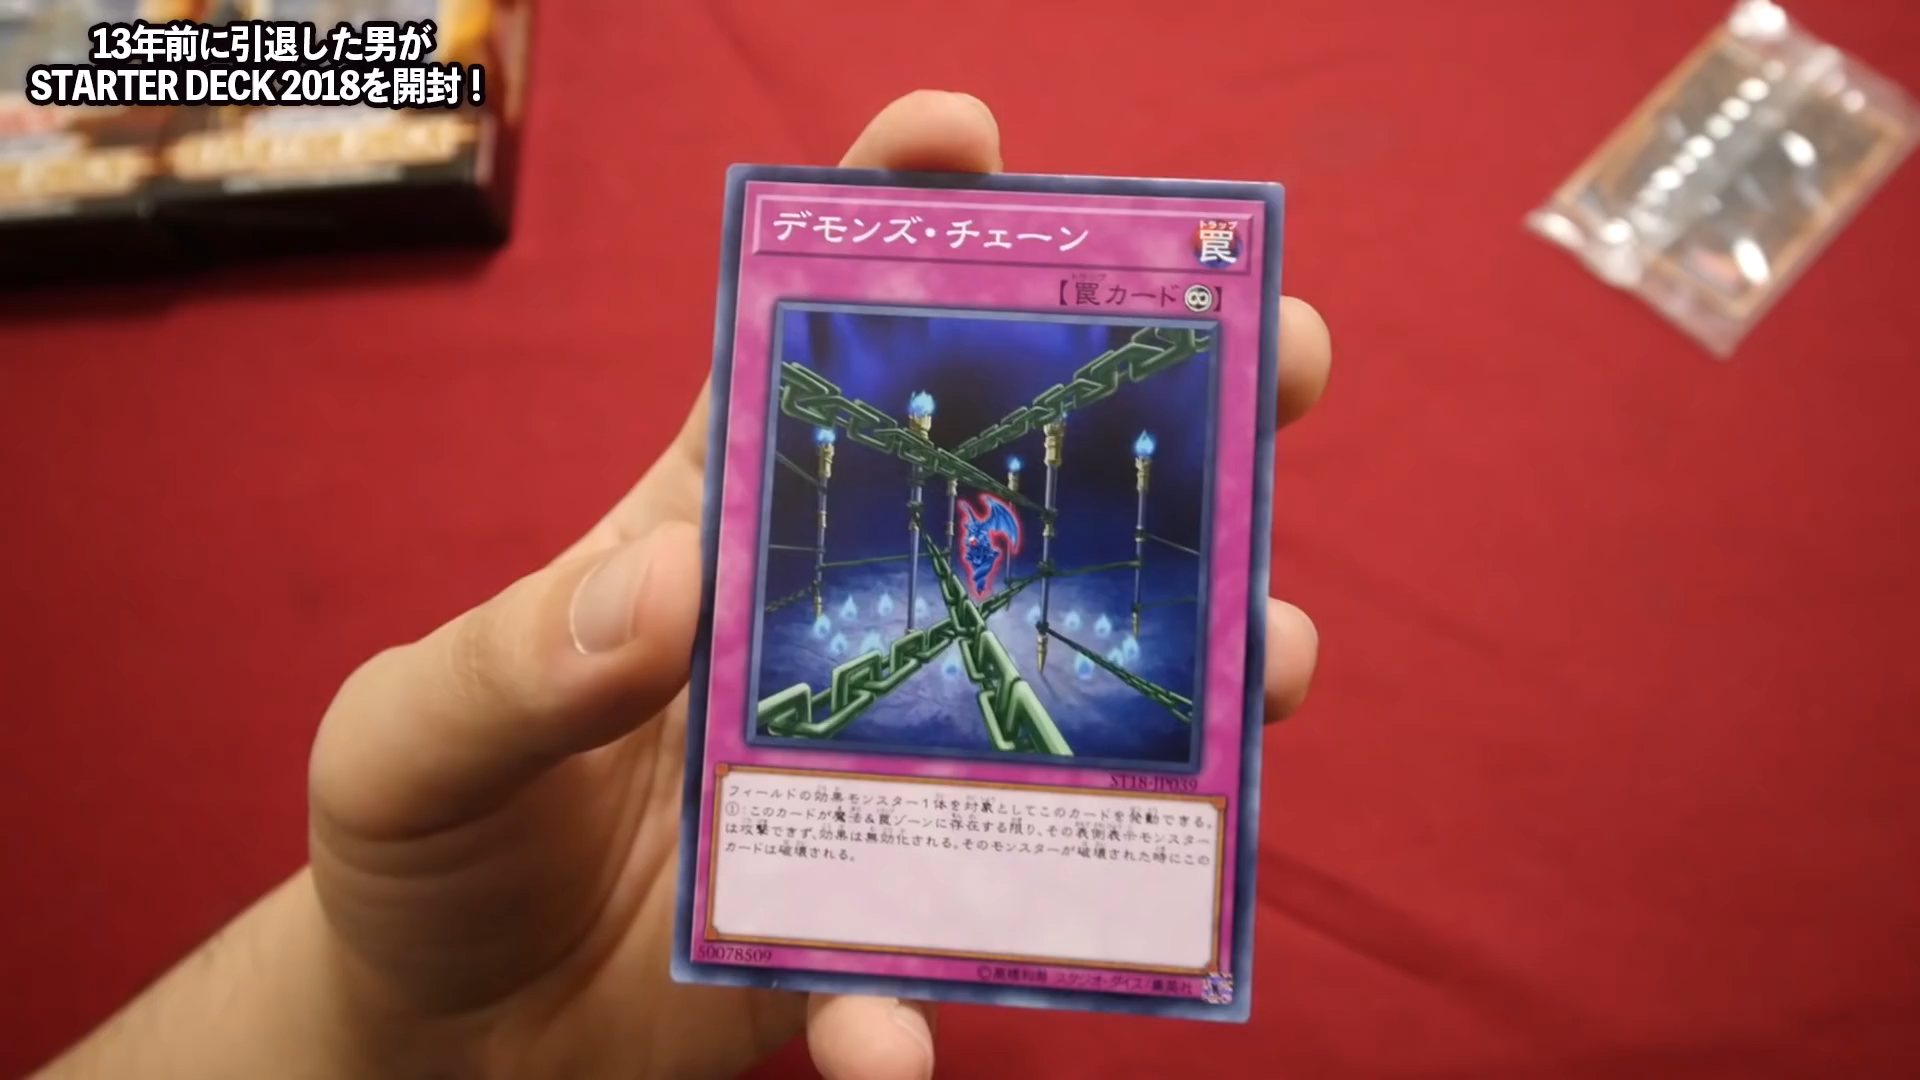 13年前に引退した男が
STARTER DECK 2018を開封！
デモンズ・チェーン
トラップ
罠
トラップ
【罠カード】
ST18-JP039
フィールドの効果モンスター１体を対象としてこのカードを発動できる。
①：このカードが魔法＆罠ゾーンに存在する限り、その表側表示モンスター
は攻撃できず、効果は無効化される。そのモンスターが破壊された時にこの
カードは破壊される。
50078509
©高橋和希 スタジオ・ダイス/集英社